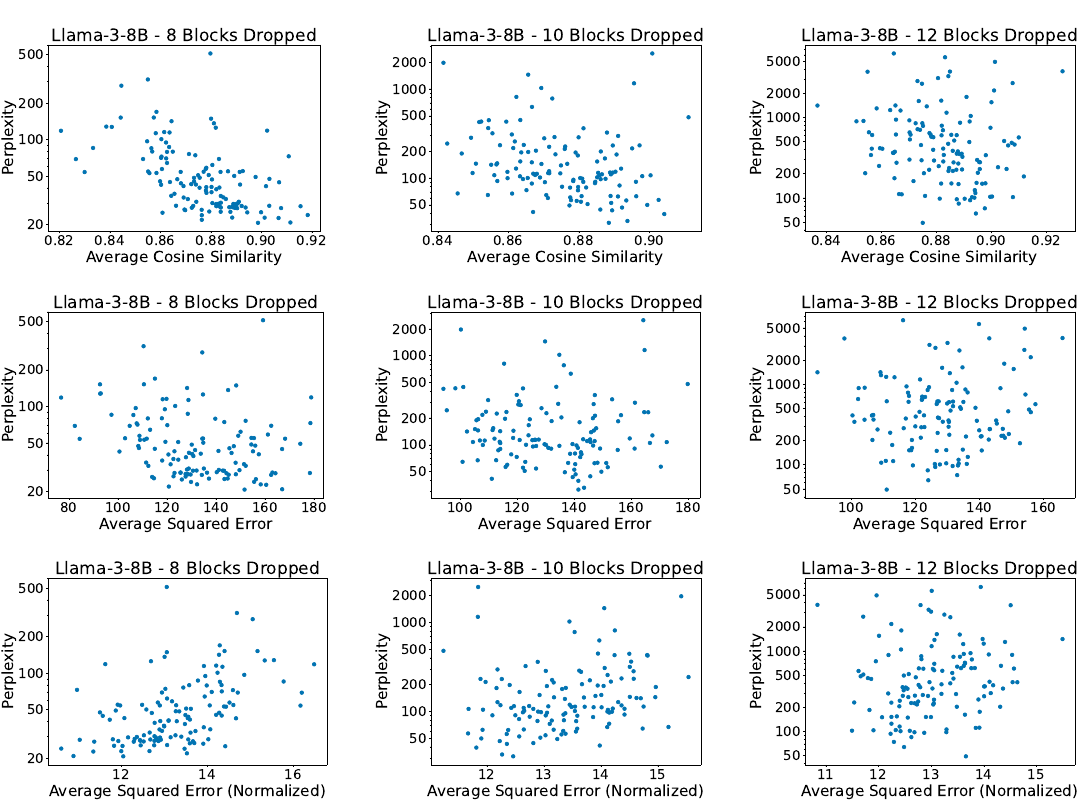 Llama-3-8B - 8 Blocks Dropped
Llama-3-8B - 10 Blocks Dropped
Llama-3-8B - 12 Blocks Dropped
Perplexity
500
200
100
50
20
0.82 0.84 0.86 0.88 0.90 0.92
Average Cosine Similarity
Perplexity
2000
1000
500
200
100
50
0.84 0.86 0.88 0.90
Average Cosine Similarity
Perplexity
5000
2000
1000
500
200
100
50
0.84 0.86 0.88 0.90 0.92
Average Cosine Similarity
Llama-3-8B - 8 Blocks Dropped
Llama-3-8B - 10 Blocks Dropped
Llama-3-8B - 12 Blocks Dropped
Perplexity
500
200
100
50
20
80 100 120 140 160 180
Average Squared Error
Perplexity
2000
1000
500
200
100
50
100 120 140 160 180
Average Squared Error
Perplexity
5000
2000
1000
500
200
100
50
100 120 140 160
Average Squared Error
Llama-3-8B - 8 Blocks Dropped
Llama-3-8B - 10 Blocks Dropped
Llama-3-8B - 12 Blocks Dropped
Perplexity
500
200
100
50
20
12 14 16
Average Squared Error (Normalized)
Perplexity
2000
1000
500
200
100
50
12 13 14 15
Average Squared Error (Normalized)
Perplexity
5000
2000
1000
500
200
100
50
11 12 13 14 15
Average Squared Error (Normalized)